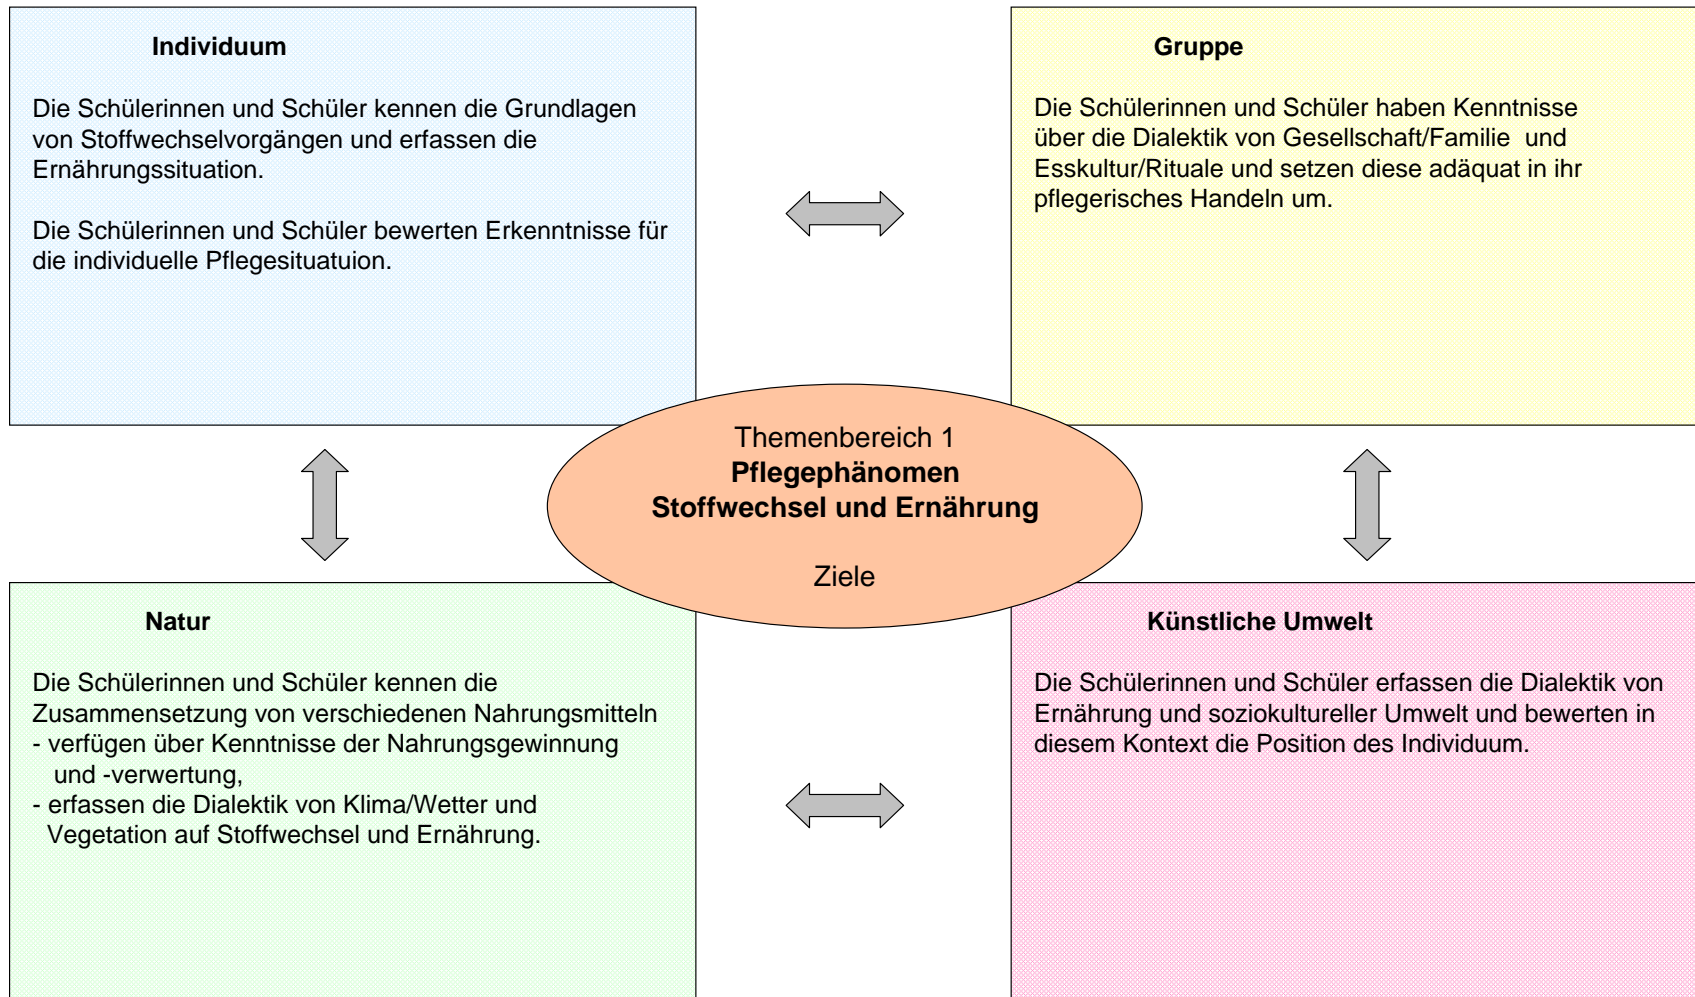 Individuum
Die Schülerinnen und Schüler kennen die Grundlagen
von Stoffwechselvorgängen und erfassen die
Ernährungssituation.
Die Schülerinnen und Schüler bewerten Erkenntnisse für
die individuelle Pflegesituatuion.
Gruppe
Die Schülerinnen und Schüler haben Kenntnisse
über die Dialektik von Gesellschaft/Familie und
Esskultur/Rituale und setzen diese adäquat in ihr
pflegerisches Handeln um.
Themenbereich 1
Pflegephänomen
Stoffwechsel und Ernährung
Ziele
Natur
Die Schülerinnen und Schüler kennen die
Zusammensetzung von verschiedenen Nahrungsmitteln
- verfügen über Kenntnisse der Nahrungsgewinnung
und -verwertung,
- erfassen die Dialektik von Klima/Wetter und
Vegetation auf Stoffwechsel und Ernährung.
Künstliche Umwelt
Die Schülerinnen und Schüler erfassen die Dialektik von
Ernährung und soziokultureller Umwelt und bewerten in
diesem Kontext die Position des Individuum.